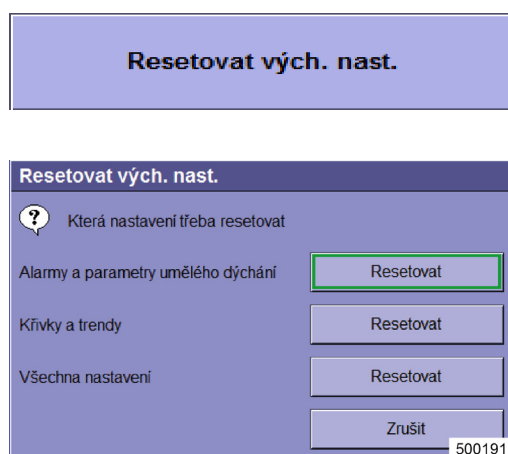 Resetovat vých. nast.
Resetovat vých. nast.
? Která nastavení třeba resetovat
Alarmy a parametry umělého dýchání Resetovat
Křivky a trendy Resetovat
Všechna nastavení Resetovat
Zrušit
500191